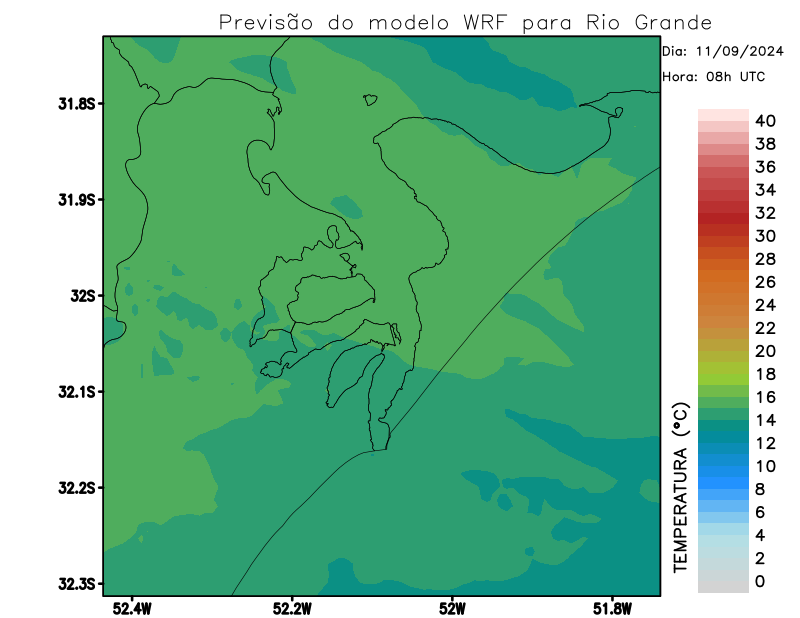 Previsão do modelo WRF para Rio Grande
Dia: 11/09/2024
Hora: 08h UTC
31.8S
31.9S
32S
32.1S
32.2S
32.3S
52.4W
52.2W
52W
51.8W
TEMPERATURA (°C)
40
38
36
34
32
30
28
26
24
22
20
18
16
14
12
10
8
6
4
2
0